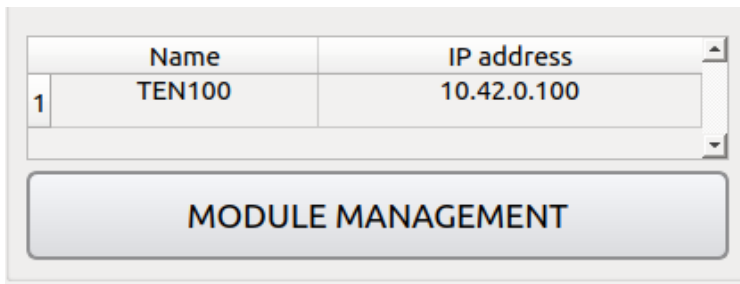 Name IP address
1 TEN100 10.42.0.100
MODULE MANAGEMENT